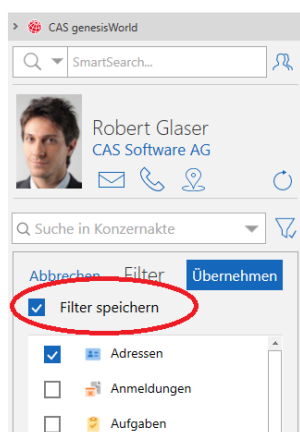 CAS genesisWorld
SmartSearch...
Robert Glaser
CAS Software AG
Suche in Konzernakte
Abbrechen Filter Übernehmen
Filter speichern
Adressen
Anmeldungen
Aufgaben